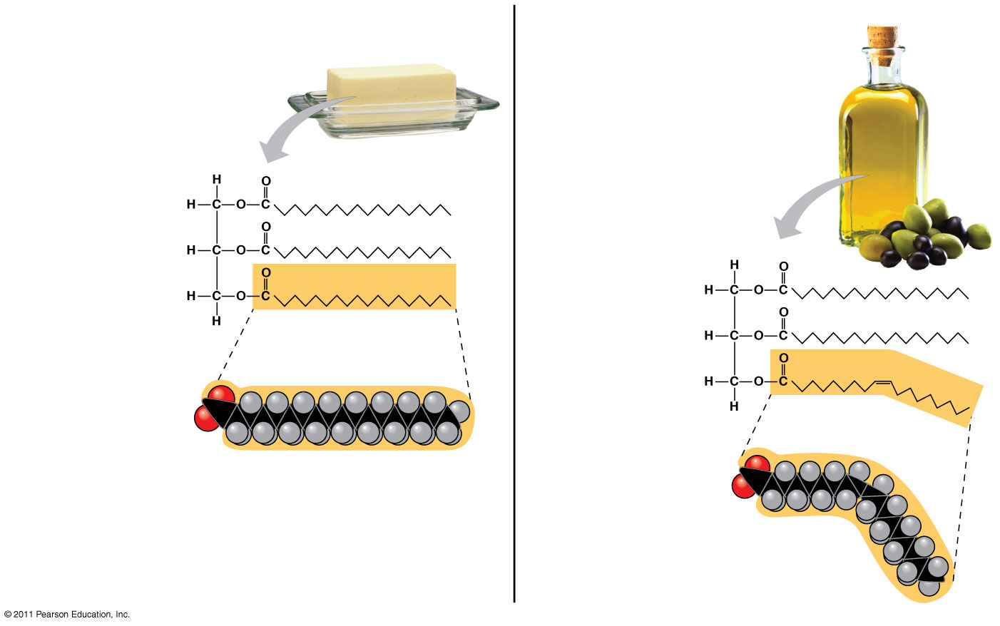 H O
H—C—O—C
O
H—C—O—C
O
H—C—O—C
H
H O
H—C—O—C
O
H—C—O—C
O
H—C—O—C
H
© 2011 Pearson Education, Inc.